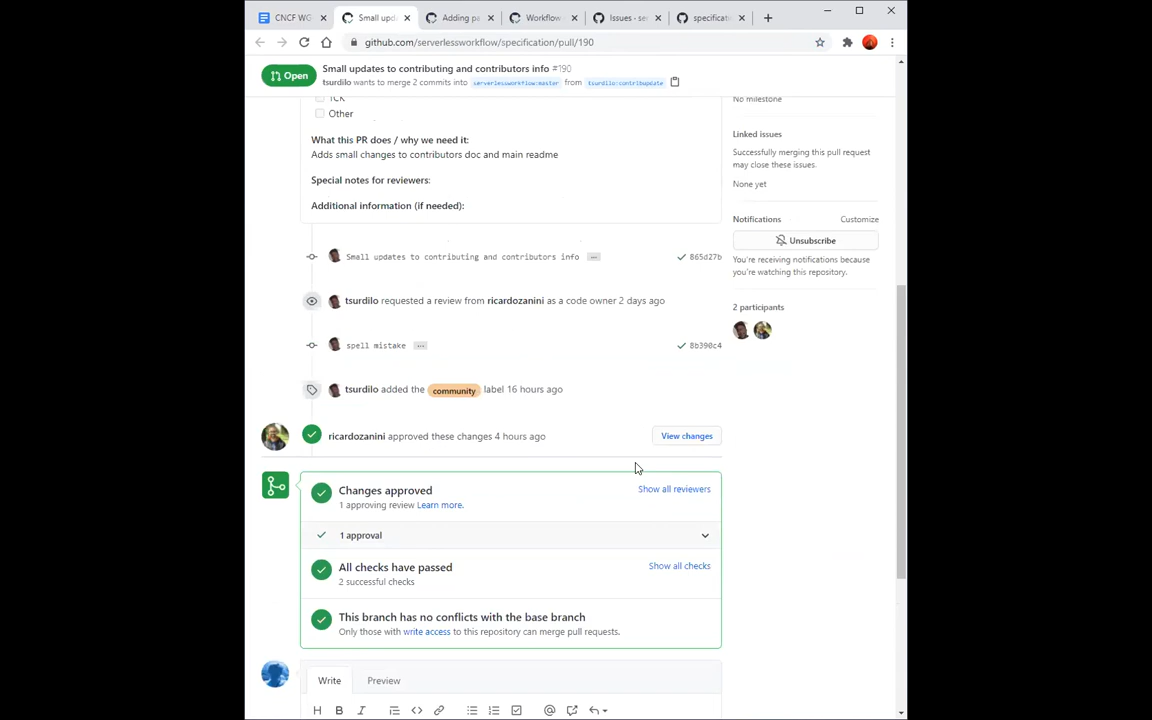 CNCF WG
Small upd
Adding pa
Workflow
Issues - se
specificati
github.com/serverlessworkflow/specification/pull/190
Open
Small updates to contributing and contributors info #190
tsurdilo wants to merge 2 commits into serverlessworkflow:master from tsurdilo:contribupdate
TCK
Other
What this PR does / why we need it:
Adds small changes to contributors doc and main readme
Special notes for reviewers:
Additional information (if needed):
Small updates to contributing and contributors info ...
865d27b
tsurdilo requested a review from ricardozanini as a code owner 2 days ago
spell mistake ...
8b390c4
tsurdilo added the community label 16 hours ago
ricardozanini approved these changes 4 hours ago
View changes
Changes approved
1 approving review Learn more.
Show all reviewers
1 approval
All checks have passed
2 successful checks
Show all checks
This branch has no conflicts with the base branch
Only those with write access to this repository can merge pull requests.
Write
Preview
H B I
No milestone
Linked issues
Successfully merging this pull request
may close these issues.
None yet
Notifications
Customize
Unsubscribe
You're receiving notifications because
you're watching this repository.
2 participants